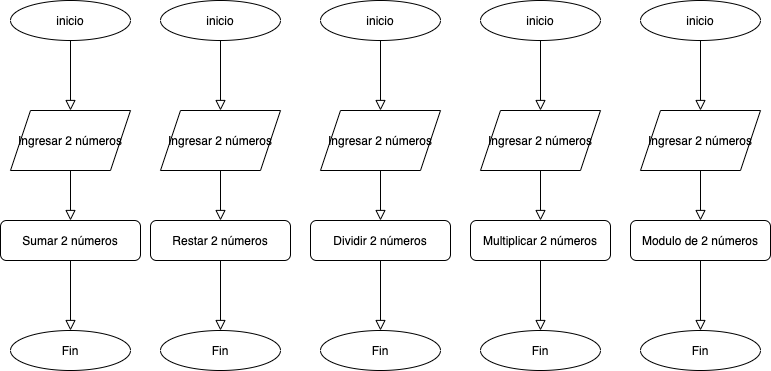 inicio
inicio
inicio
inicio
inicio
Ingresar 2 números
Ingresar 2 números
Ingresar 2 números
Ingresar 2 números
Ingresar 2 números
Sumar 2 números
Restar 2 números
Dividir 2 números
Multiplicar 2 números
Modulo de 2 números
Fin
Fin
Fin
Fin
Fin